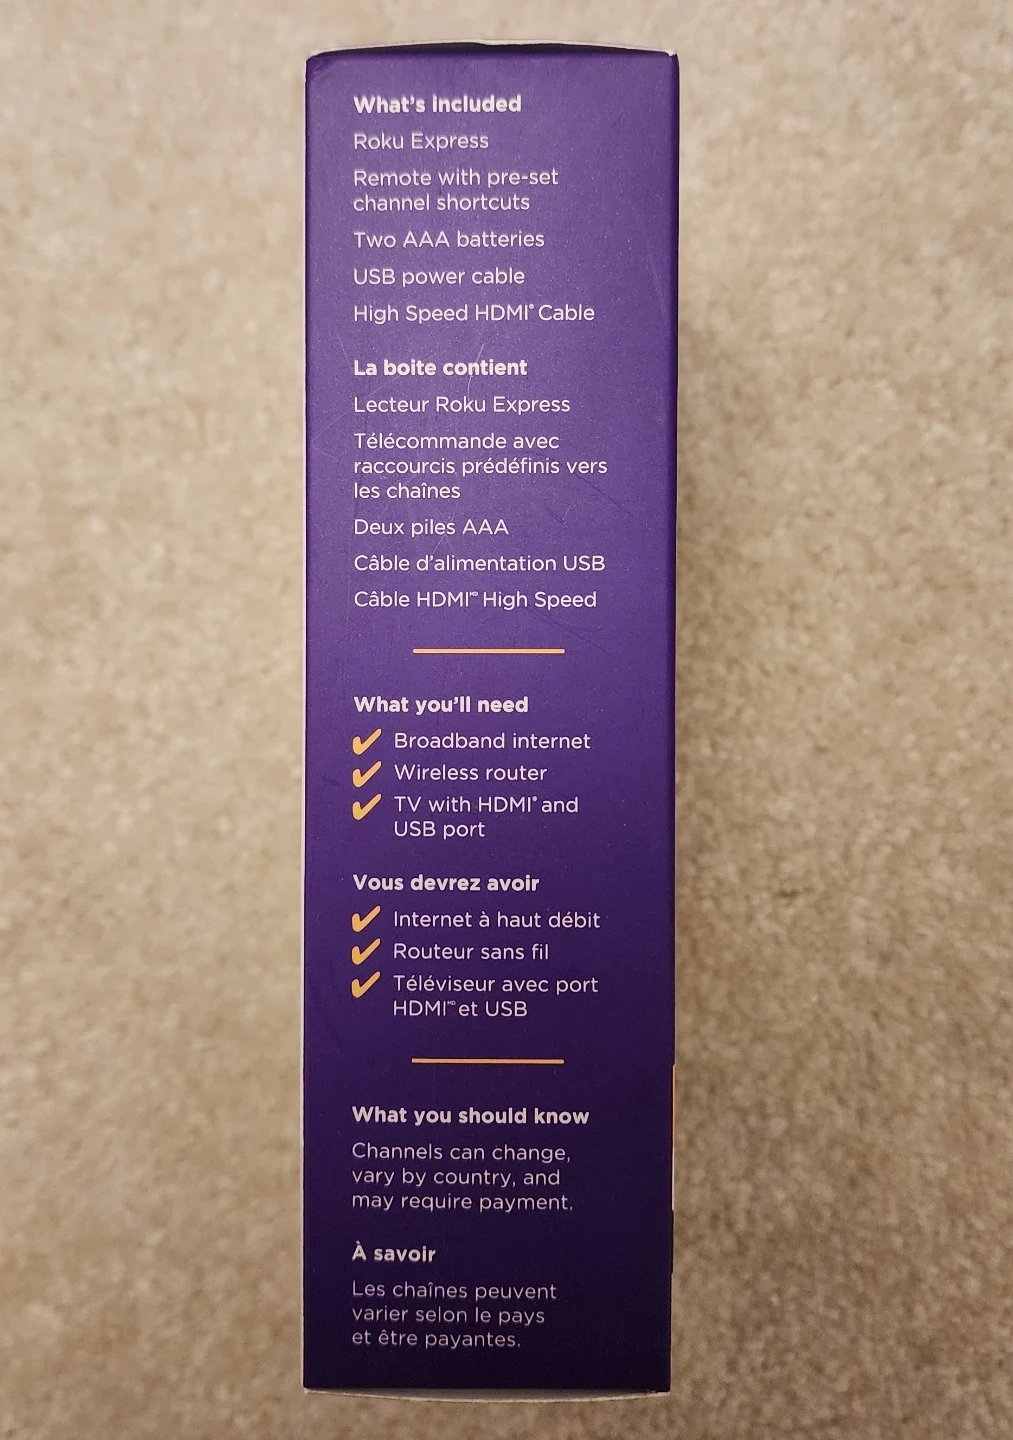 What's included
Roku Express
Remote with pre-set
channel shortcuts
Two AAA batteries
USB power cable
High Speed HDMI® Cable
La boite contient
Lecteur Roku Express
Télécommande avec
raccourcis prédéfinis vers
les chaînes
Deux piles AAA
Câble d'alimentation USB
Câble HDMI🅪 High Speed
What you'll need
Broadband internet
Wireless router
TV with HDMI® and
USB port
Vous devrez avoir
Internet à haut débit
Routeur sans fil
Téléviseur avec port
HDMI🅫 et USB
What you should know
Channels can change,
vary by country, and
may require payment.
À savoir
Les chaînes peuvent
varier selon le pays
et être payantes.